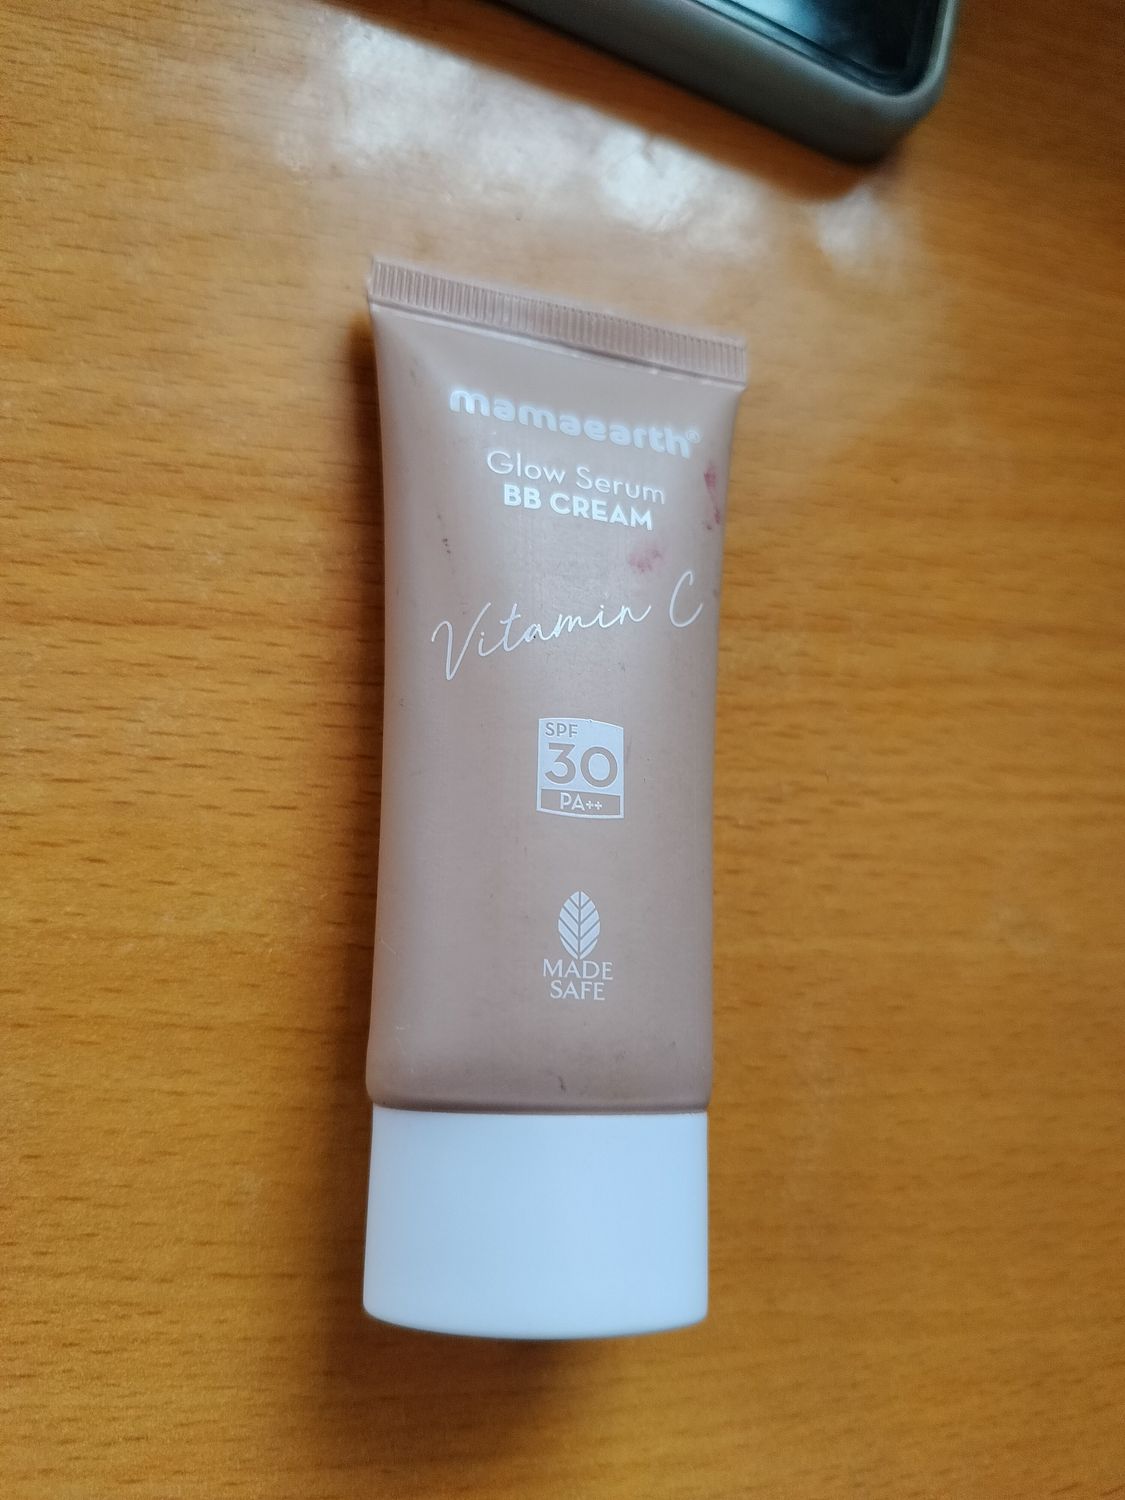 mamaearth®
Glow Serum
BB CREAM
Vitamin C
SPF
30
PA++
MADE
SAFE